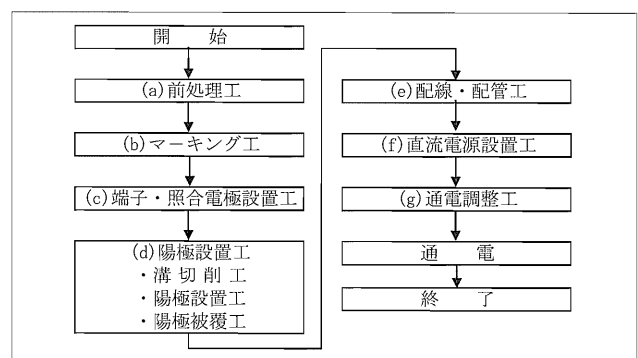 開 始
(a)前処理工
(b)マーキング工
(c)端子・照合電極設置工
(d)陽極設置工
・溝切削工
・陽極設置工
・陽極被覆工
(e)配線・配管工
(f)直流電源設置工
(g)通電調整工
通 電
終 了